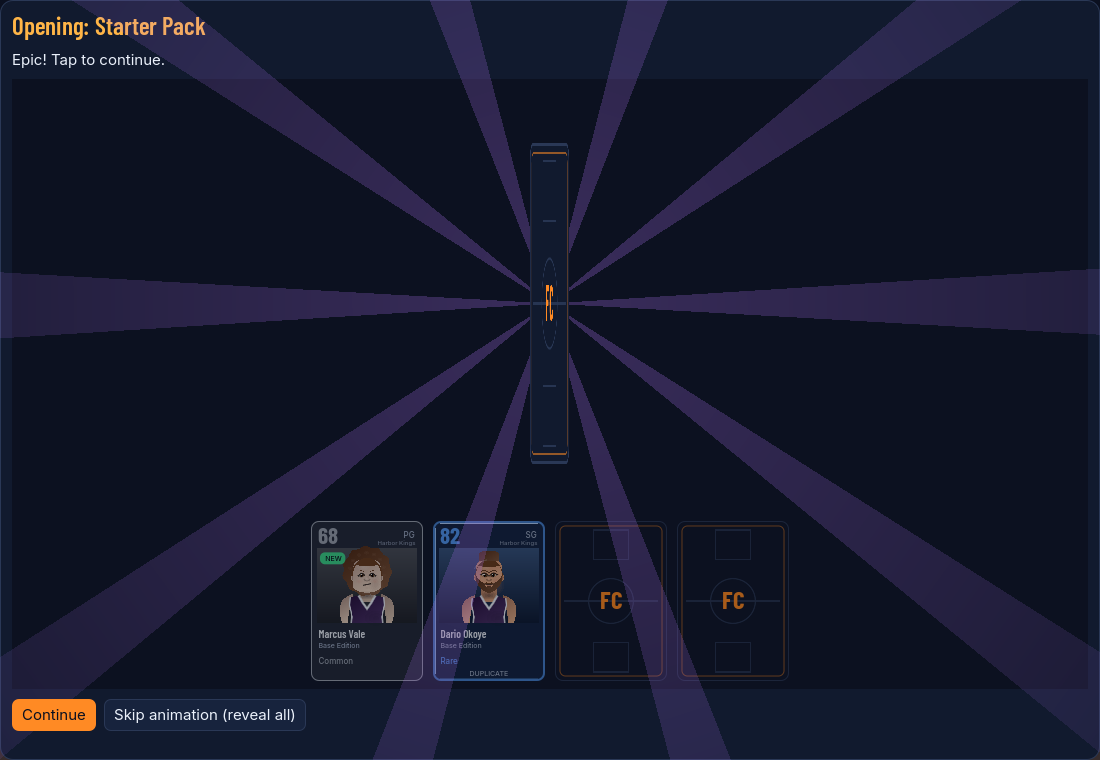 Opening: Starter Pack
Epic! Tap to continue.
FC
68
PG
Harbor Kings
NEW
Marcus Vale
Base Edition
Common
82
SG
Harbor Kings
Dario Okoye
Base Edition
Rare
DUPLICATE
FC
FC
Continue
Skip animation (reveal all)